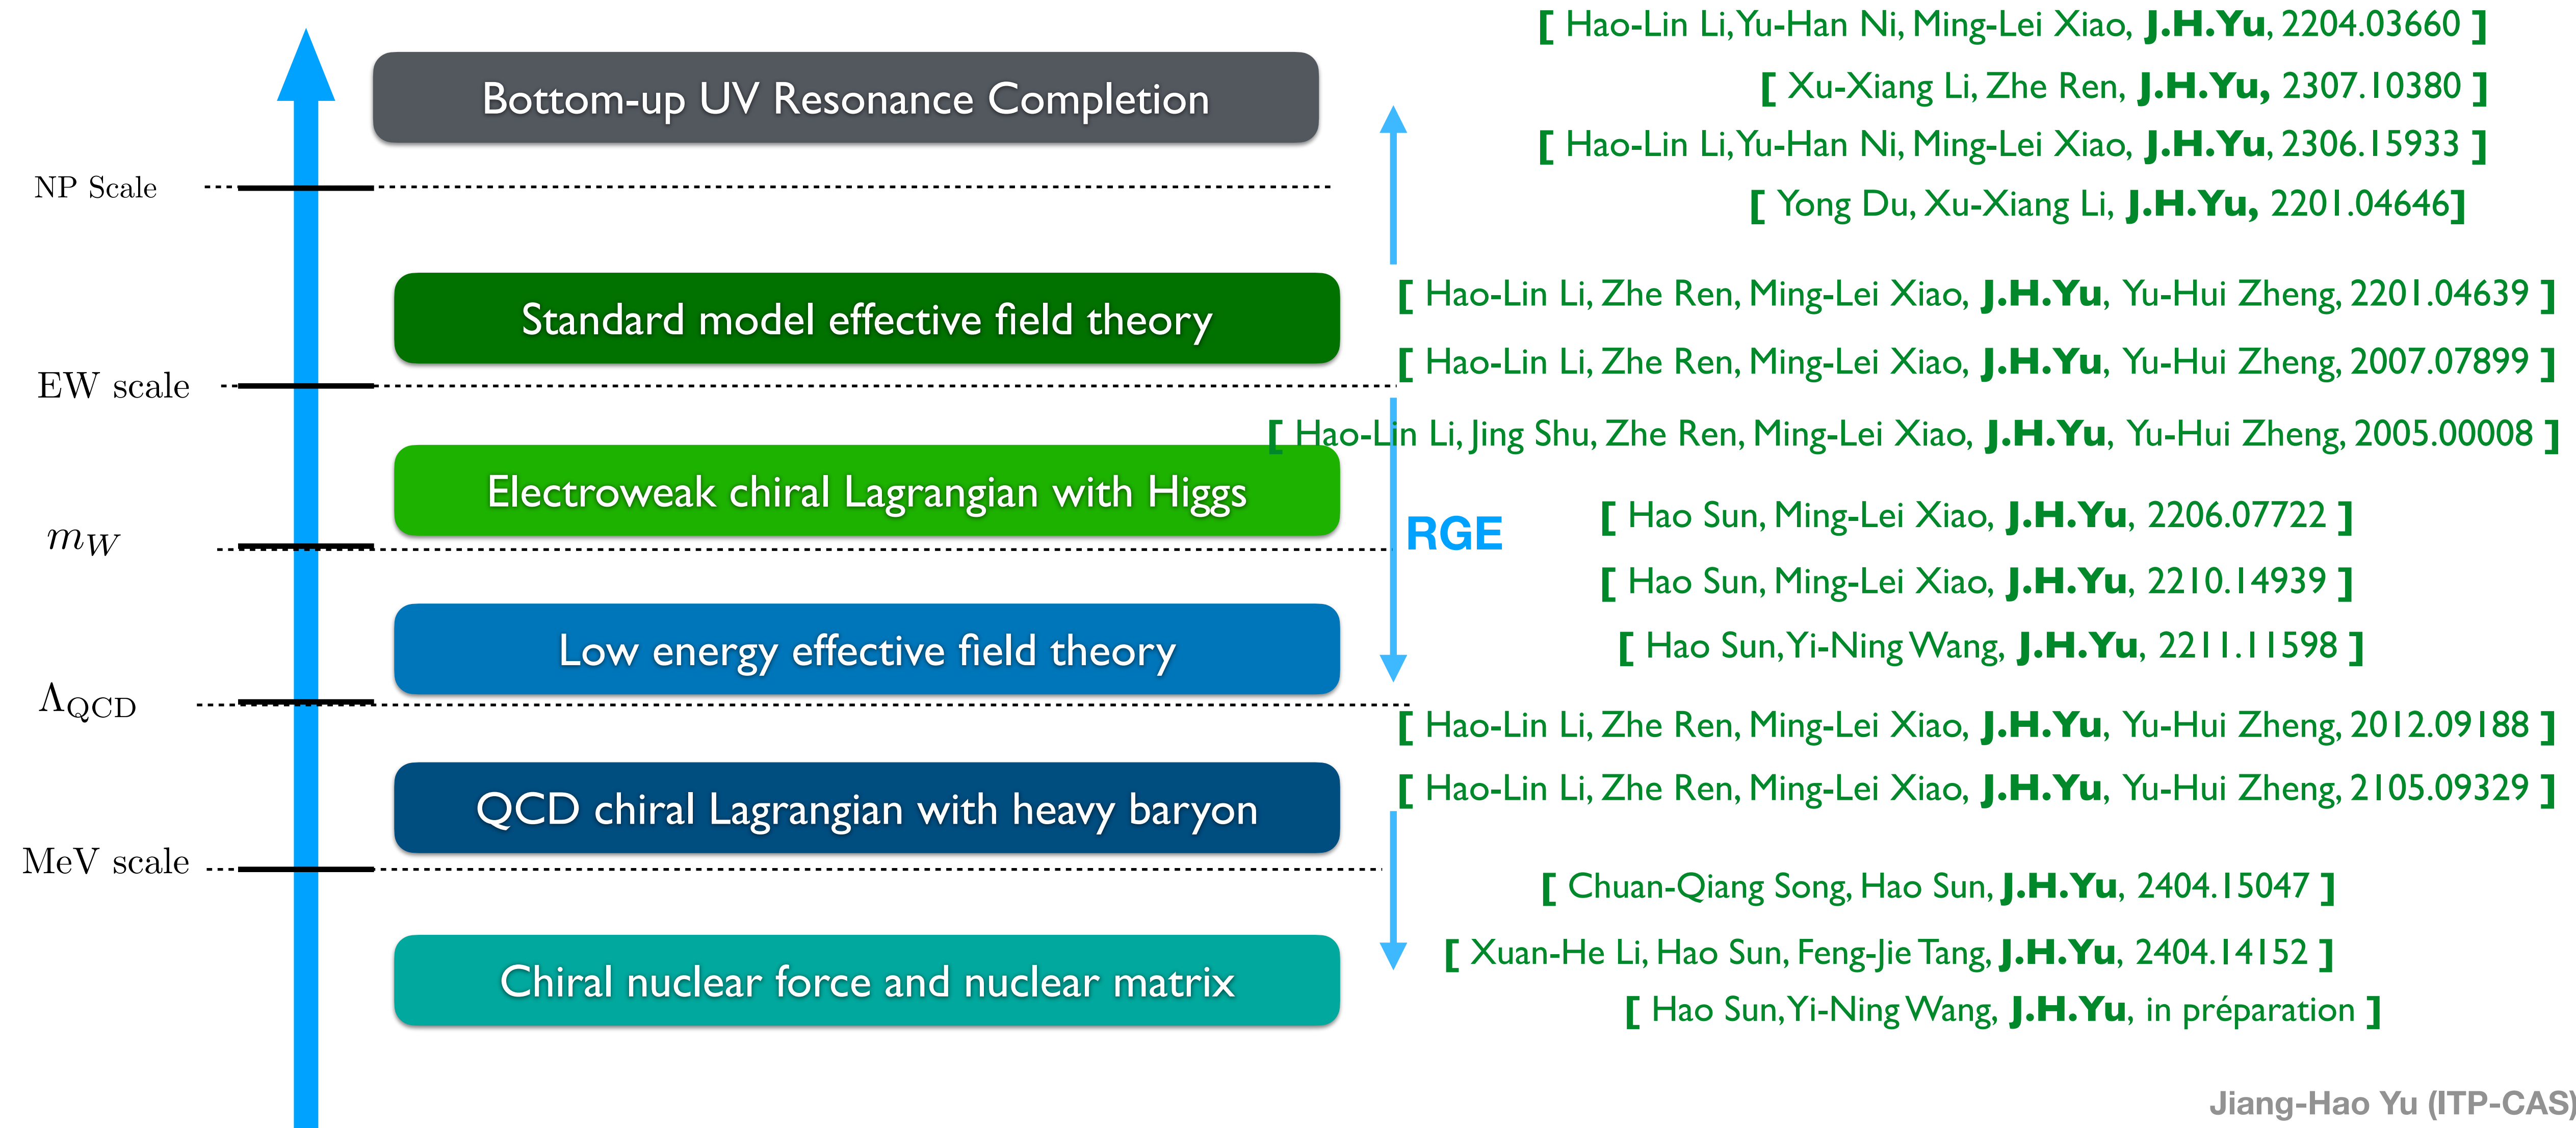 [ Hao-Lin Li, Yu-Han Ni, Ming-Lei Xiao, J.H.Yu, 2204.03660 ]
Bottom-up UV Resonance Completion
[ Xu-Xiang Li, Zhe Ren, J.H.Yu, 2307.10380 ]
[ Hao-Lin Li, Yu-Han Ni, Ming-Lei Xiao, J.H.Yu, 2306.15933 ]
NP Scale
[ Yong Du, Xu-Xiang Li, J.H.Yu, 2201.04646]
Standard model effective field theory
[ Hao-Lin Li, Zhe Ren, Ming-Lei Xiao, J.H.Yu, Yu-Hui Zheng, 2201.04639 ]
[ Hao-Lin Li, Zhe Ren, Ming-Lei Xiao, J.H.Yu, Yu-Hui Zheng, 2007.07899 ]
EW scale
[ Hao-Lin Li, Jing Shu, Zhe Ren, Ming-Lei Xiao, J.H.Yu, Yu-Hui Zheng, 2005.00008 ]
Electroweak chiral Lagrangian with Higgs
[ Hao Sun, Ming-Lei Xiao, J.H.Yu, 2206.07722 ]
m_W
RGE
[ Hao Sun, Ming-Lei Xiao, J.H.Yu, 2210.14939 ]
Low energy effective field theory
[ Hao Sun, Yi-Ning Wang, J.H.Yu, 2211.11598 ]
Λ_QCD
[ Hao-Lin Li, Zhe Ren, Ming-Lei Xiao, J.H.Yu, Yu-Hui Zheng, 2012.09188 ]
[ Hao-Lin Li, Zhe Ren, Ming-Lei Xiao, J.H.Yu, Yu-Hui Zheng, 2105.09329 ]
QCD chiral Lagrangian with heavy baryon
MeV scale
[ Chuan-Qiang Song, Hao Sun, J.H.Yu, 2404.15047 ]
[ Xuan-He Li, Hao Sun, Feng-Jie Tang, J.H.Yu, 2404.14152 ]
Chiral nuclear force and nuclear matrix
[ Hao Sun, Yi-Ning Wang, J.H.Yu, in préparation ]
Jiang-Hao Yu (ITP-CAS)